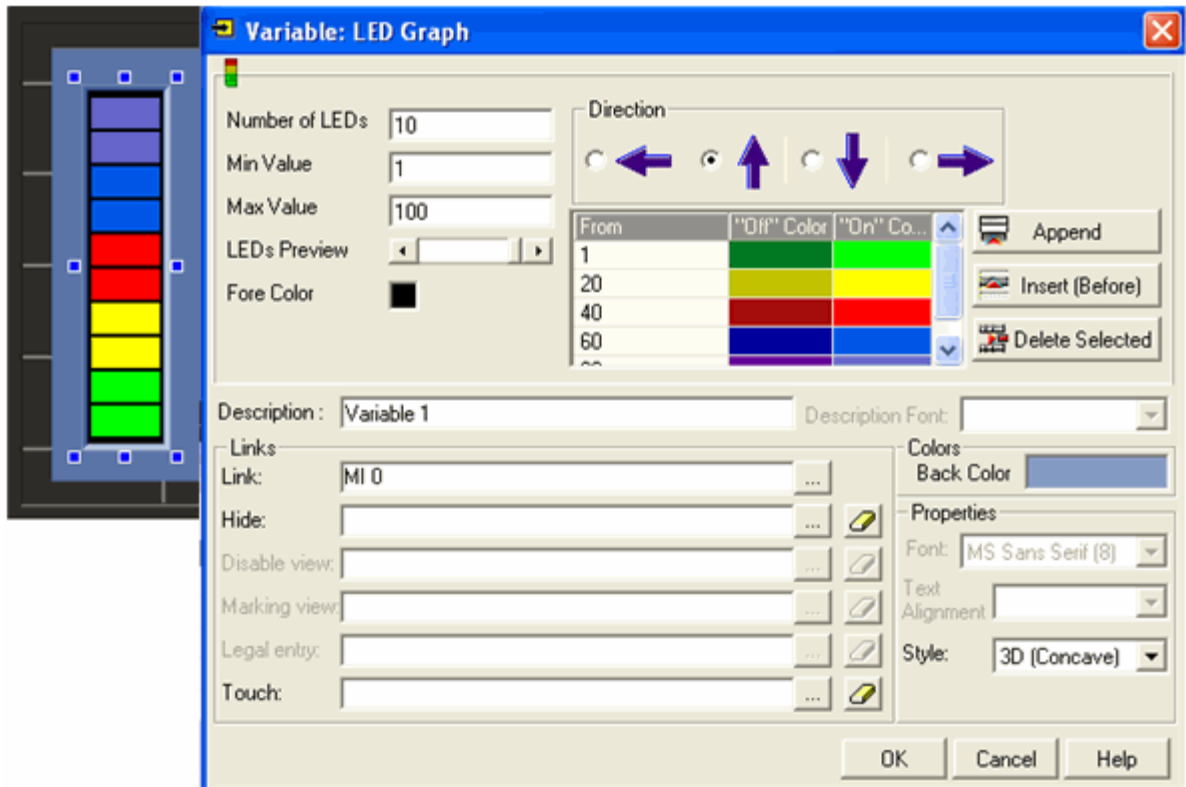 Variable: LED Graph
Number of LEDs 10
Min Value 1
Max Value 100
LEDs Preview
Fore Color
Direction
From "Off" Color "On" Co...
1
20
40
60
Append
Insert (Before)
Delete Selected
Description : Variable 1
Description Font:
Links
Link: MI 0 ...
Hide: ...
Disable view: ...
Marking view: ...
Legal entry: ...
Touch: ...
Colors
Back Color
Properties
Font: MS Sans Serif (8)
Text
Alignment
Style: 3D (Concave)
OK Cancel Help